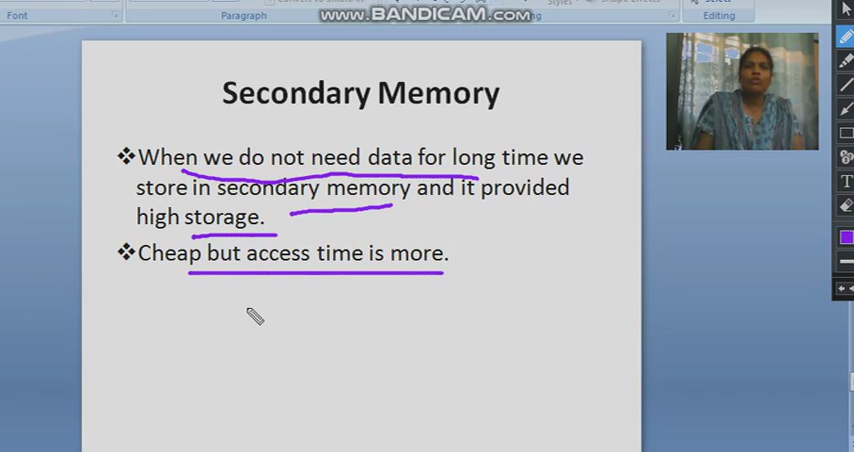 WWW.BANDICAM.COM
Font
Paragraph
Editing
Secondary Memory
❖When we do not need data for long time we
store in secondary memory and it provided
high storage.
❖Cheap but access time is more.
T